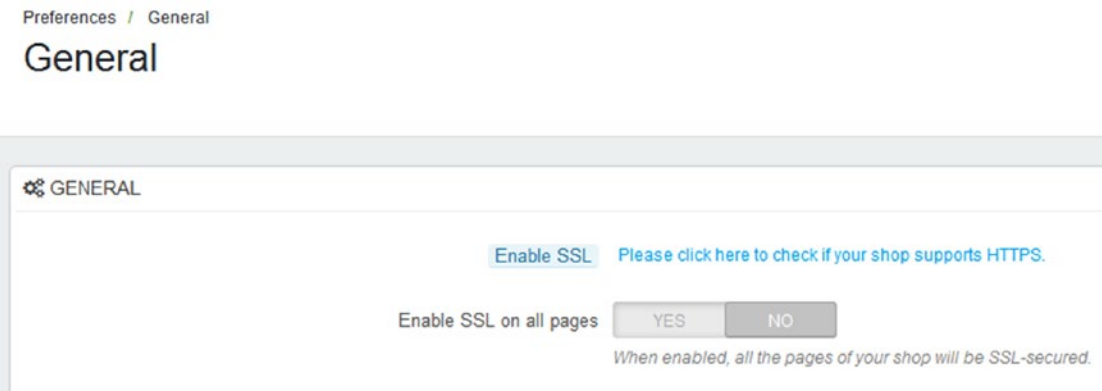 Preferences / General
General
GENERAL
Enable SSL Please click here to check if your shop supports HTTPS.
Enable SSL on all pages YES NO
When enabled, all the pages of your shop will be SSL-secured.